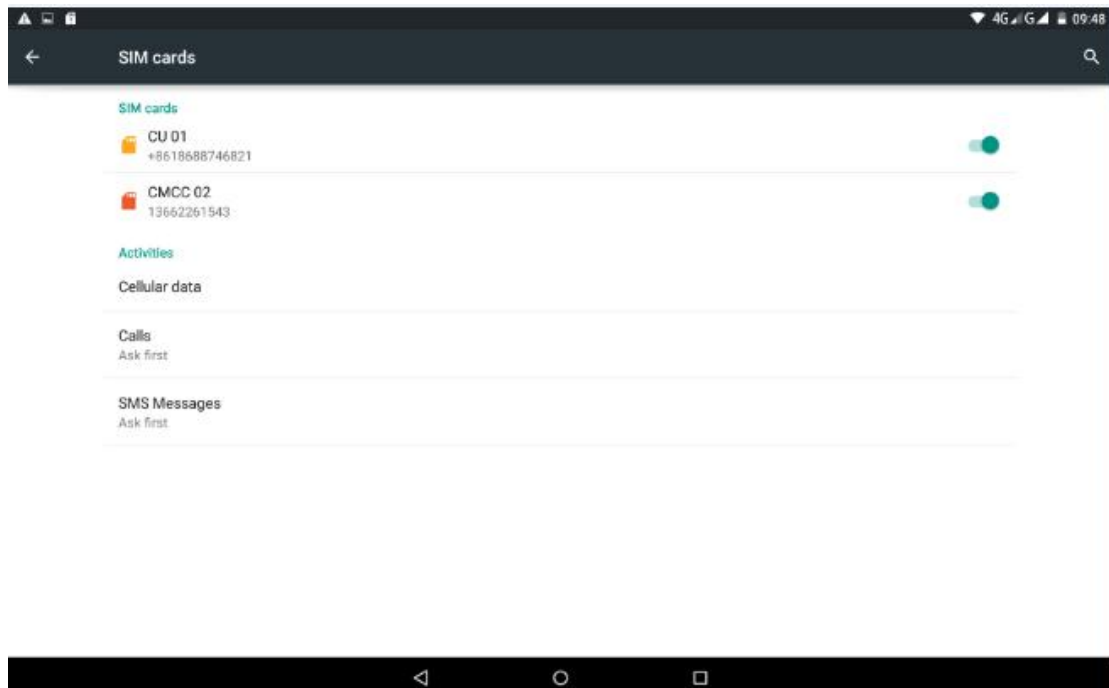 4G G 09:48
SIM cards
SIM cards
CU 01
+8618688746821
CMCC 02
13662261543
Activities
Cellular data
Calls
Ask first
SMS Messages
Ask first